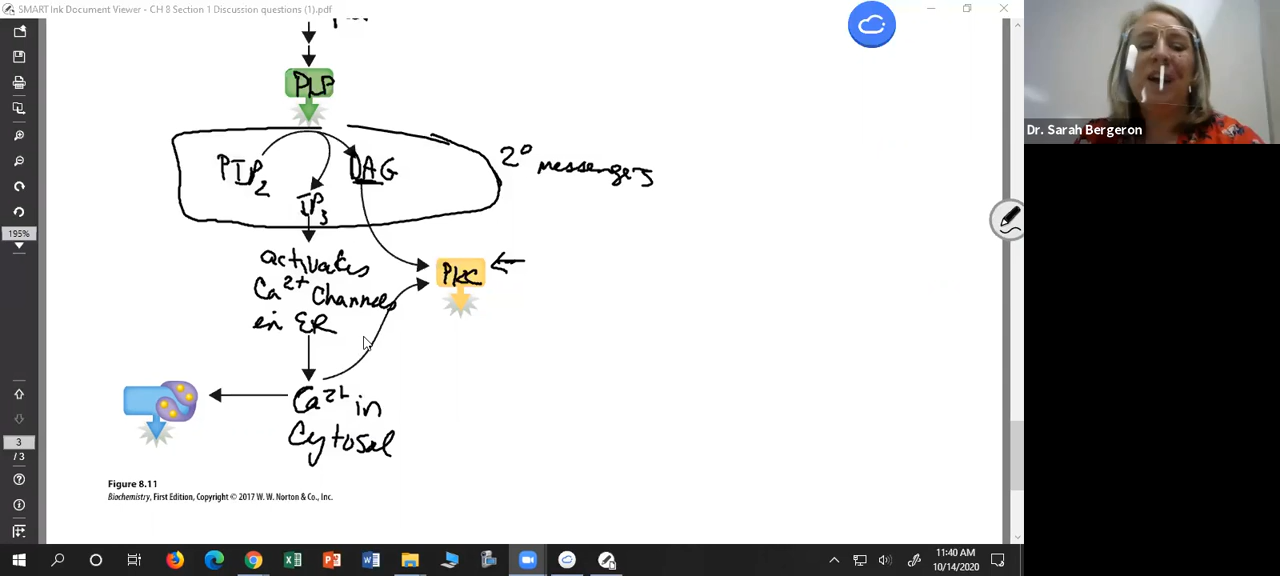 SMART Ink Document Viewer - CH 8 Section 1 Discussion questions (1).pdf
PLP
PIP2
DAG
2° messengers
IP3
activates
Ca2+ Channels
in ER
PKC
Ca2+ in
Cytosol
Figure 8.11
Biochemistry, First Edition, Copyright © 2017 W. W. Norton & Co., Inc.
195%
3
/ 3
Dr. Sarah Bergeron
11:40 AM
10/14/2020